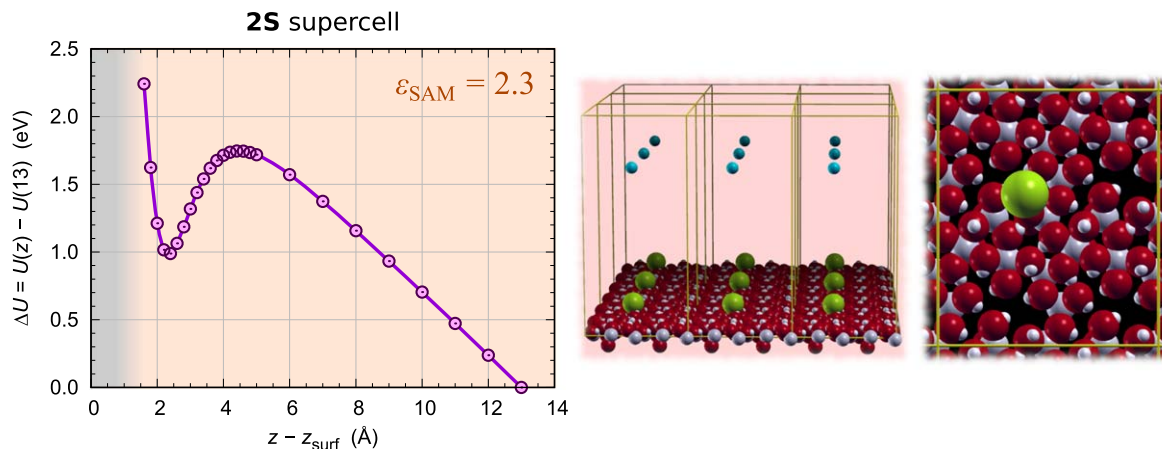 2S supercell
ε_SAM = 2.3
ΔU = U(z) − U(13) (eV)
2.5
2.0
1.5
1.0
0.5
0.0
0 2 4 6 8 10 12 14
z − z_surf (Å)